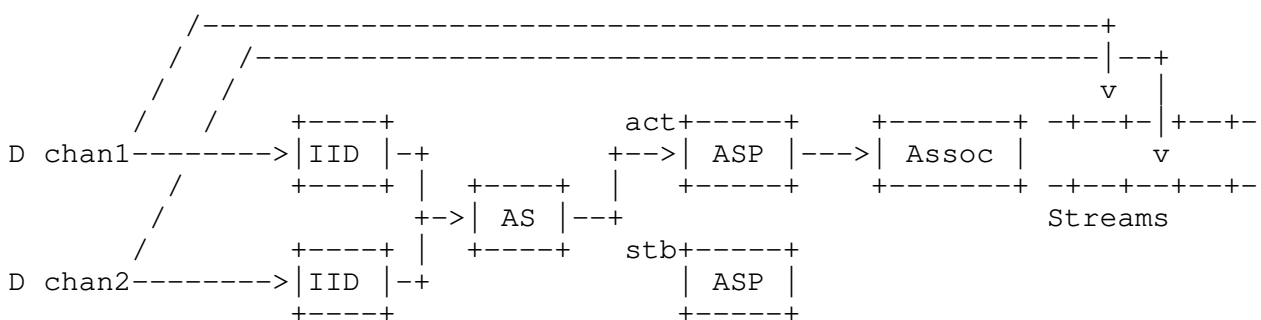 /-------------------------------------------------------+
          /    /----------------------------------------------------|--+
         /    /                                                     v  |
        /    /    +----+             act+-----+    +-------+ -+--+-|+--+-
D chan1--------->|IID |-+           +-->| ASP |--->| Assoc |      v
          /       +----+ |  +----+  |   +-----+    +-------+ -+--+--+--+-
         /               +->| AS |--+                        Streams
        /         +----+ |  +----+   stb+-----+
D chan2--------->|IID |-+               | ASP |
                  +----+                +-----+